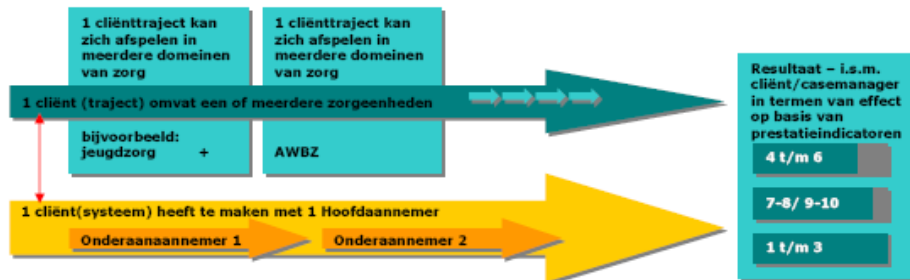 1 cliënttraject kan
zich afspelen in
meerdere domeinen
van zorg
1 cliënttraject kan
zich afspelen in
meerdere domeinen
van zorg
1 cliënt (traject) omvat een of meerdere zorgeenheden
bijvoorbeeld:
jeugdzorg +
AWBZ
1 cliënt(systeem) heeft te maken met 1 Hoofdaannemer
Onderaanaannemer 1
Onderaannemer 2
Resultaat – i.s.m.
cliënt/casemanager
in termen van effect
op basis van
prestatieindicatoren
4 t/m 6
7-8/ 9-10
1 t/m 3